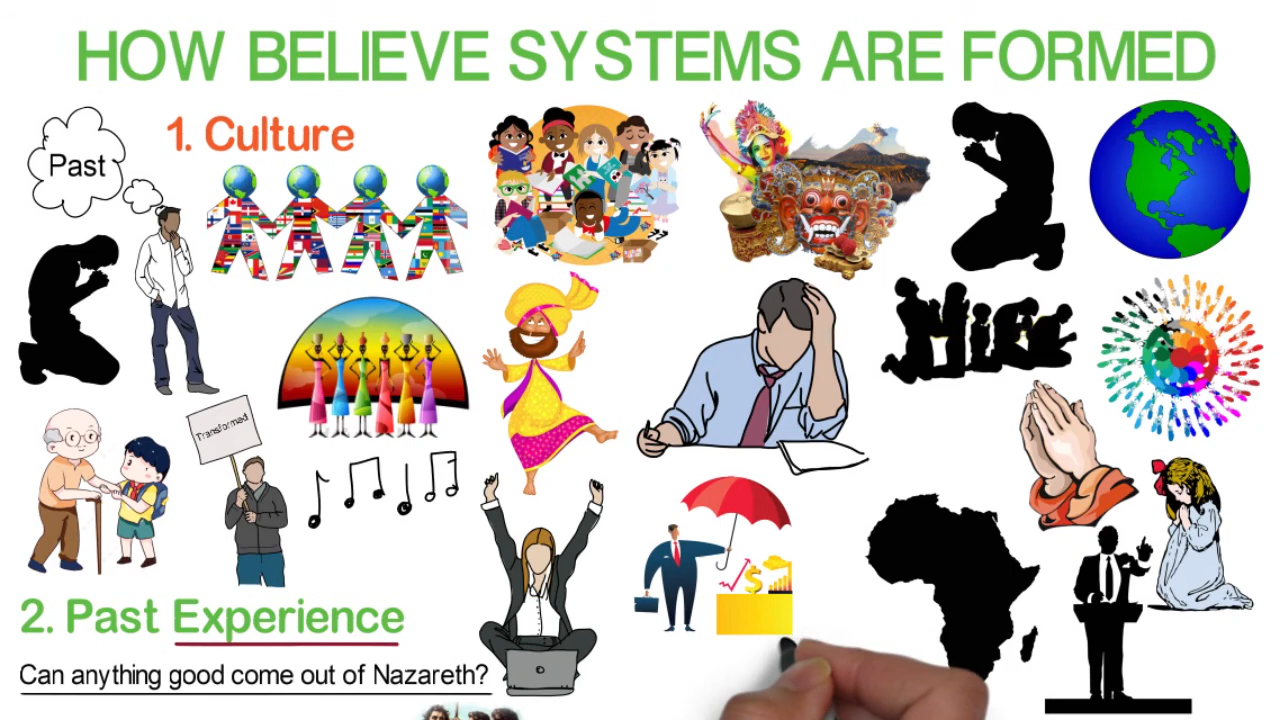 HOW BELIEVE SYSTEMS ARE FORMED
Past
1. Culture
Transformed
2. Past Experience
Can anything good come out of Nazareth?